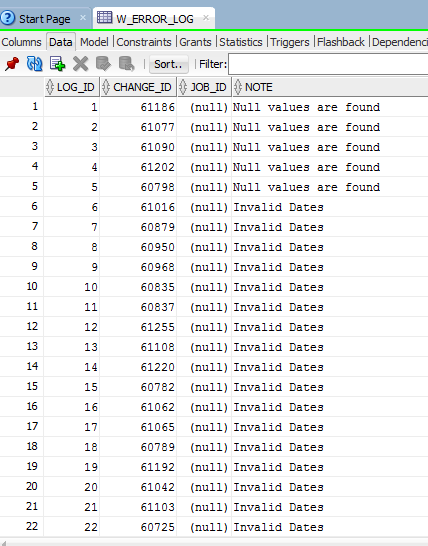 Start Page W_ERROR_LOG
Columns Data Model Constraints Grants Statistics Triggers Flashback Dependenci
Sort.. Filter:
LOG_ID CHANGE_ID JOB_ID NOTE
1 1 61186 (null) Null values are found
2 2 61077 (null) Null values are found
3 3 61090 (null) Null values are found
4 4 61202 (null) Null values are found
5 5 60798 (null) Null values are found
6 6 61016 (null) Invalid Dates
7 7 60879 (null) Invalid Dates
8 8 60950 (null) Invalid Dates
9 9 60968 (null) Invalid Dates
10 10 60835 (null) Invalid Dates
11 11 60837 (null) Invalid Dates
12 12 61255 (null) Invalid Dates
13 13 61108 (null) Invalid Dates
14 14 61220 (null) Invalid Dates
15 15 60782 (null) Invalid Dates
16 16 61062 (null) Invalid Dates
17 17 61065 (null) Invalid Dates
18 18 60789 (null) Invalid Dates
19 19 61192 (null) Invalid Dates
20 20 61042 (null) Invalid Dates
21 21 61103 (null) Invalid Dates
22 22 60725 (null) Invalid Dates